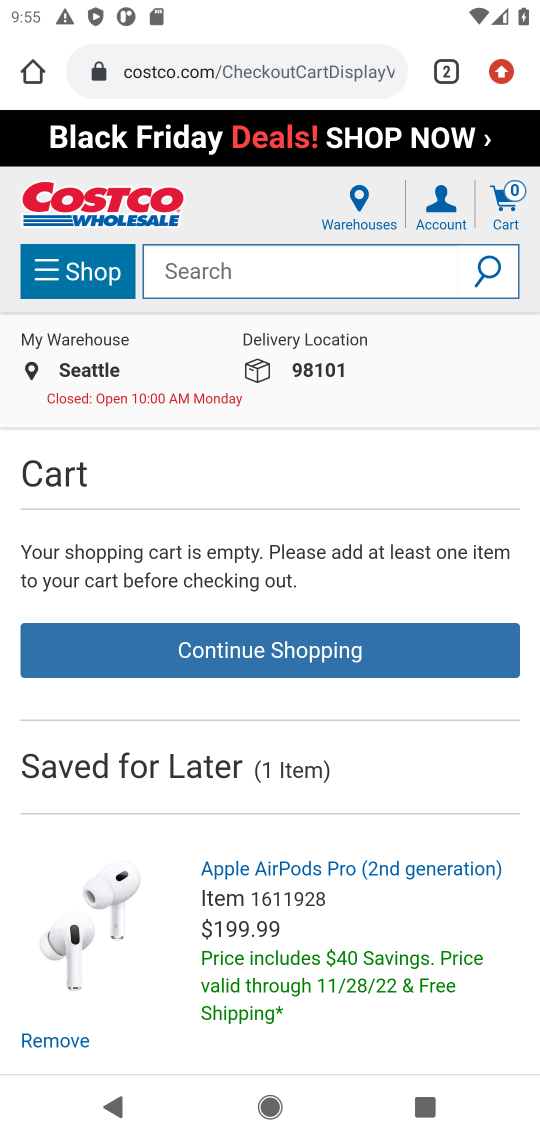 9:55
costco.com/CheckoutCartDisplayV
2
Black Friday Deals! SHOP NOW ›
COSTCO
WHOLESALE
Warehouses
Account
0
Cart
Shop
Search
My Warehouse
Seattle
Closed: Open 10:00 AM Monday
Delivery Location
98101
Cart
Your shopping cart is empty. Please add at least one item
to your cart before checking out.
Continue Shopping
Saved for Later (1 Item)
Apple AirPods Pro (2nd generation)
Item 1611928
$199.99
Price includes $40 Savings. Price
valid through 11/28/22 & Free
Shipping*
Remove